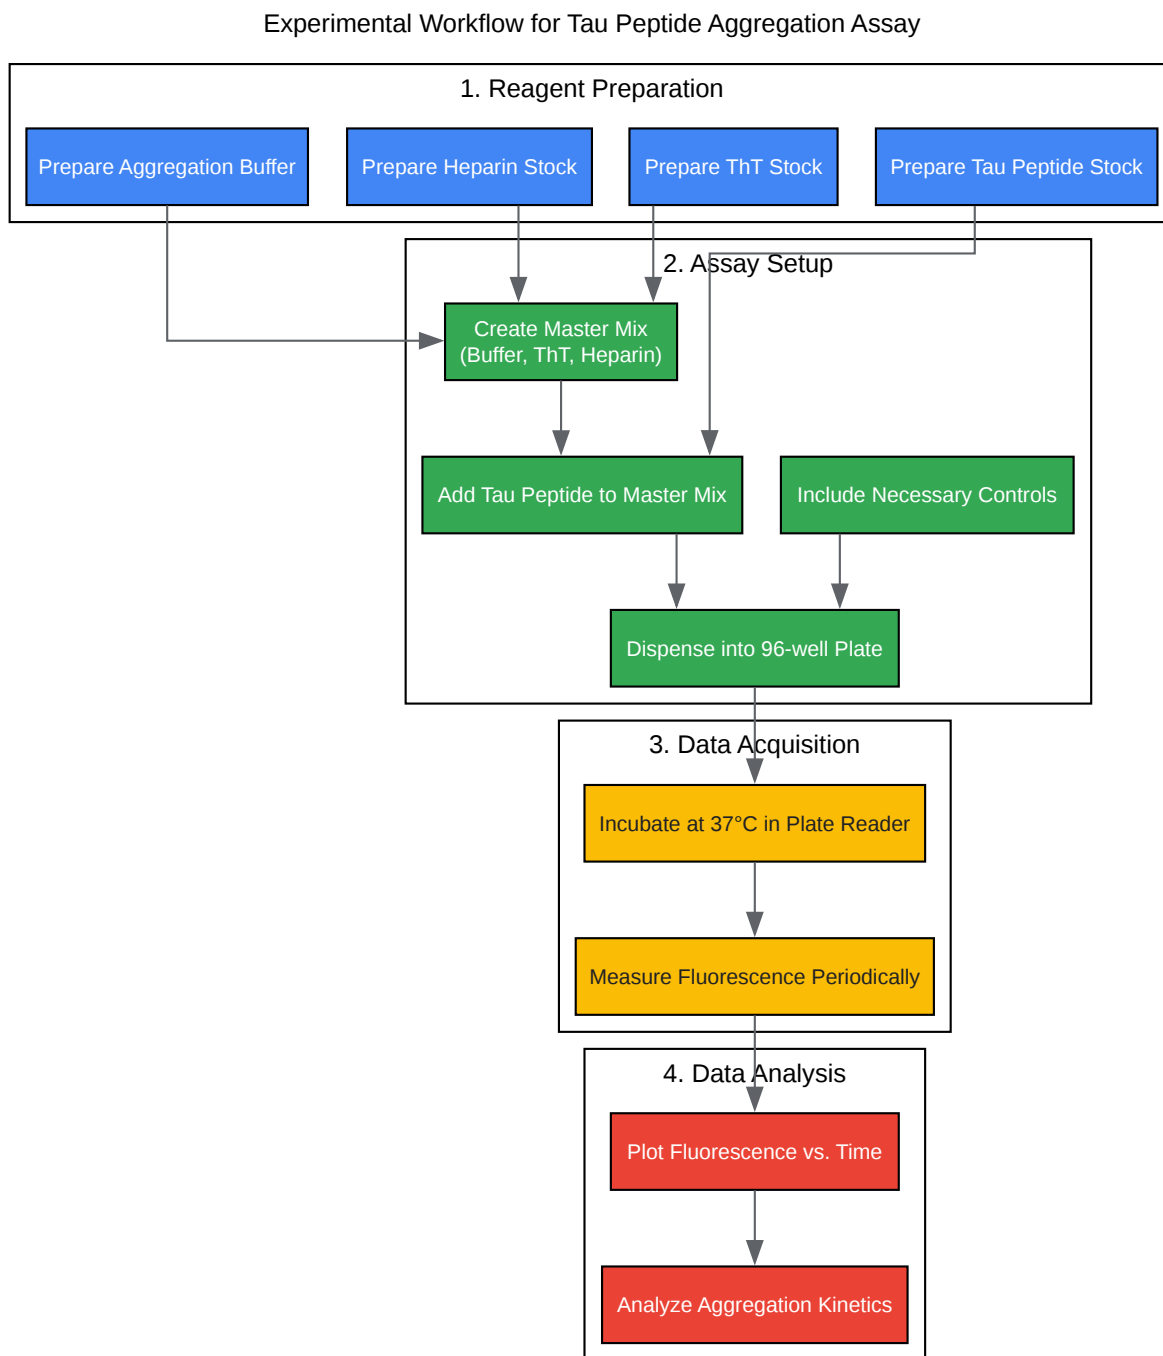 Experimental Workflow for Tau Peptide Aggregation Assay
1. Reagent Preparation
Prepare Aggregation Buffer
Prepare Heparin Stock
Prepare ThT Stock
Prepare Tau Peptide Stock
2. Assay Setup
Create Master Mix
(Buffer, ThT, Heparin)
Add Tau Peptide to Master Mix
Include Necessary Controls
Dispense into 96-well Plate
3. Data Acquisition
Incubate at 37°C in Plate Reader
Measure Fluorescence Periodically
4. Data Analysis
Plot Fluorescence vs. Time
Analyze Aggregation Kinetics